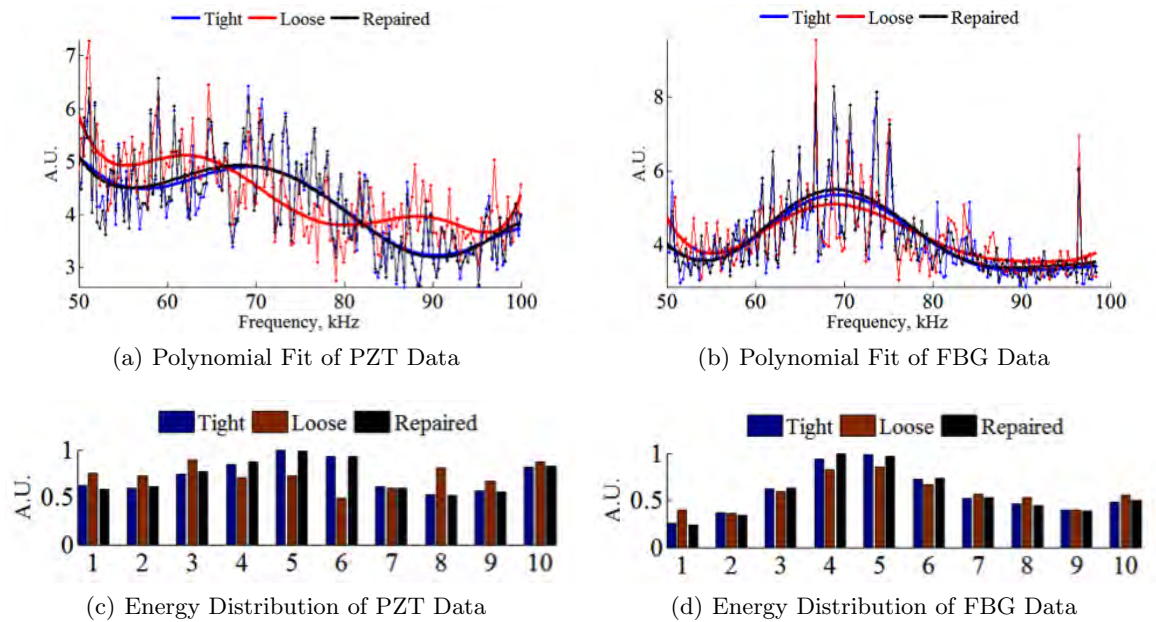 Tight Loose Repaired
7
6
5
4
3
A.U.
50 60 70 80 90 100
Frequency, kHz
(a) Polynomial Fit of PZT Data
Tight Loose Repaired
8
6
4
A.U.
50 60 70 80 90 100
Frequency, kHz
(b) Polynomial Fit of FBG Data
Tight Loose Repaired
1
0.5
0
A.U.
1 2 3 4 5 6 7 8 9 10
(c) Energy Distribution of PZT Data
Tight Loose Repaired
1
0.5
0
A.U.
1 2 3 4 5 6 7 8 9 10
(d) Energy Distribution of FBG Data